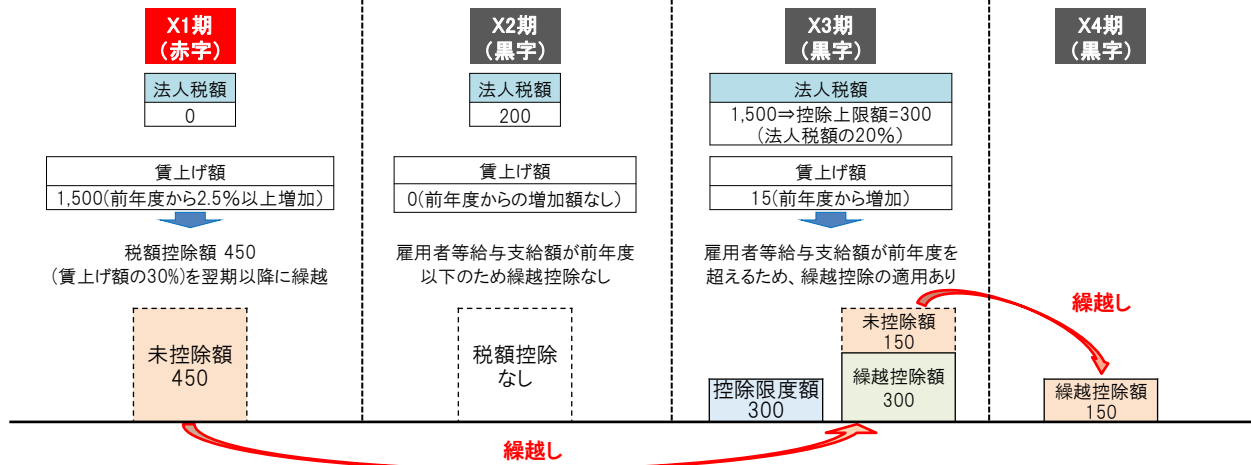 X1期
（赤字）
法人税額
0
賃上げ額
1,500(前年度から2.5%以上増加)
税額控除額 450
(賃上げ額の30%)を翌期以降に繰越
未控除額
450
X2期
（黒字）
法人税額
200
賃上げ額
0(前年度からの増加額なし)
雇用者等給与支給額が前年度
以下のため繰越控除なし
税額控除
なし
X3期
（黒字）
法人税額
1,500⇒控除上限額=300
（法人税額の20%）
賃上げ額
15(前年度から増加)
雇用者等給与支給額が前年度を
超えるため、繰越控除の適用あり
控除限度額
300
未控除額
150
繰越控除額
300
X4期
（黒字）
繰越し
繰越控除額
150
繰越し